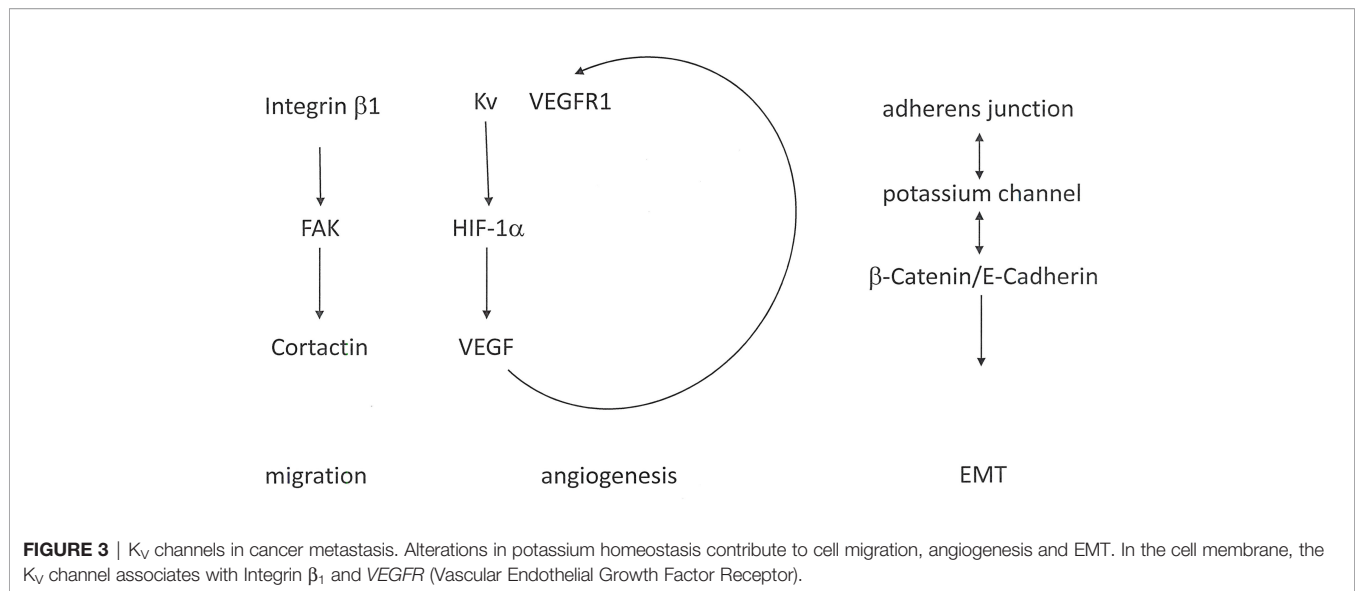 Integrin β1
Kv VEGFR1
adherens junction
potassium channel
FAK
HIF-1α
β-Catenin/E-Cadherin
Cortactin
VEGF
migration
angiogenesis
EMT
FIGURE 3 | KV channels in cancer metastasis. Alterations in potassium homeostasis contribute to cell migration, angiogenesis and EMT. In the cell membrane, the
KV channel associates with Integrin β1 and VEGFR (Vascular Endothelial Growth Factor Receptor).